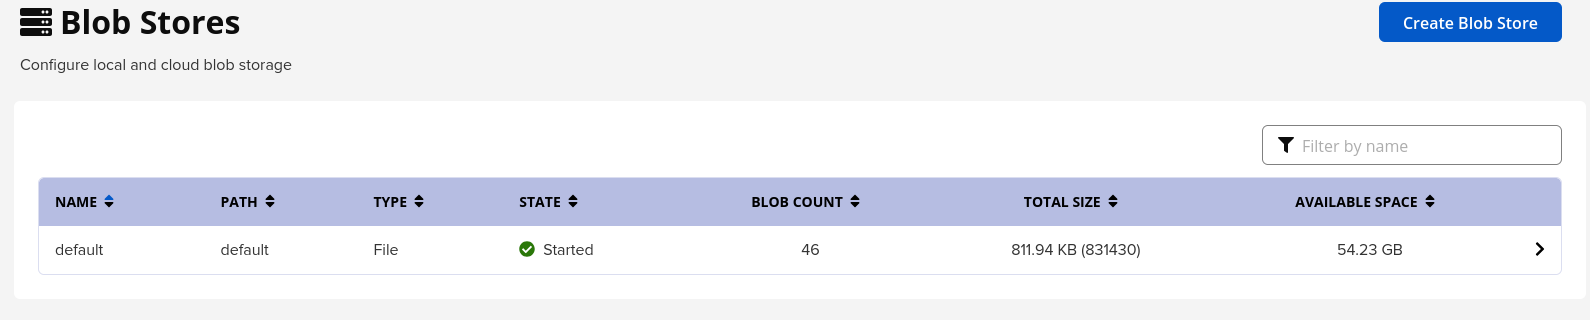 Blob Stores
Create Blob Store
Configure local and cloud blob storage
Filter by name
NAME PATH TYPE STATE BLOB COUNT TOTAL SIZE AVAILABLE SPACE
default default File Started 46 811.94 KB (831430) 54.23 GB